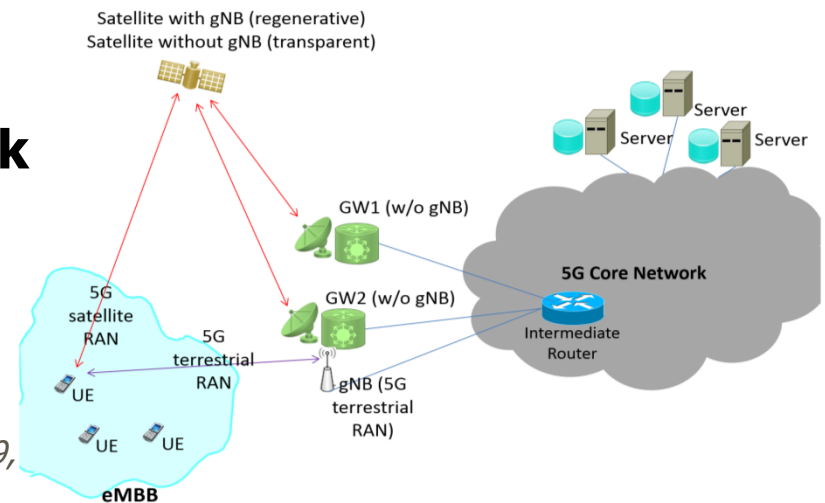 Satellite with gNB (regenerative)
Satellite without gNB (transparent)
k
Server
Server
Server
GW1 (w/o gNB)
5G Core Network
GW2 (w/o gNB)
Intermediate
Router
5G
satellite
RAN
5G
terrestrial
RAN
gNB (5G
terrestrial
RAN)
UE
UE
UE
9,
eMBB